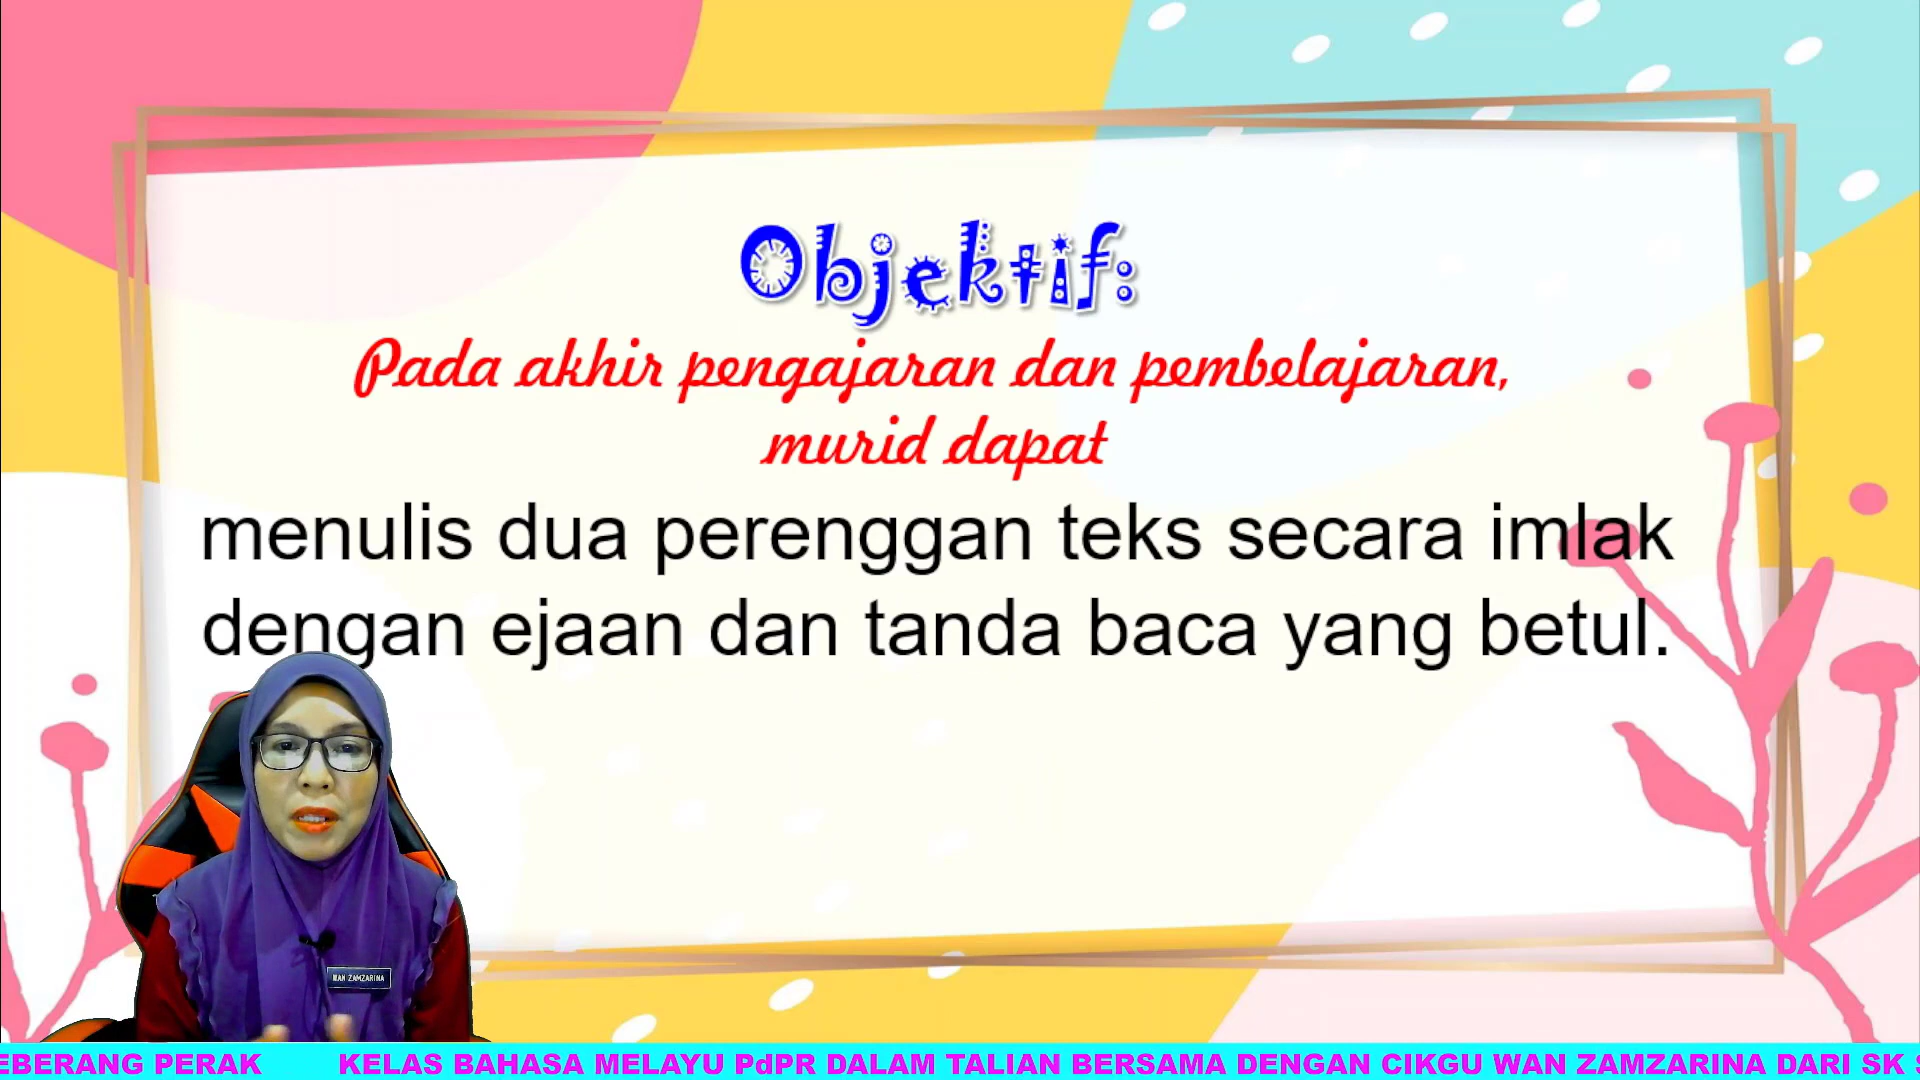 Objektif:
Pada akhir pengajaran dan pembelajaran,
murid dapat
menulis dua perenggan teks secara imlak
dengan ejaan dan tanda baca yang betul.
WAN ZAMZARINA
EBERANG PERAK KELAS BAHASA MELAYU PdPR DALAM TALIAN BERSAMA DENGAN CIKGU WAN ZAMZARINA DARI SK S